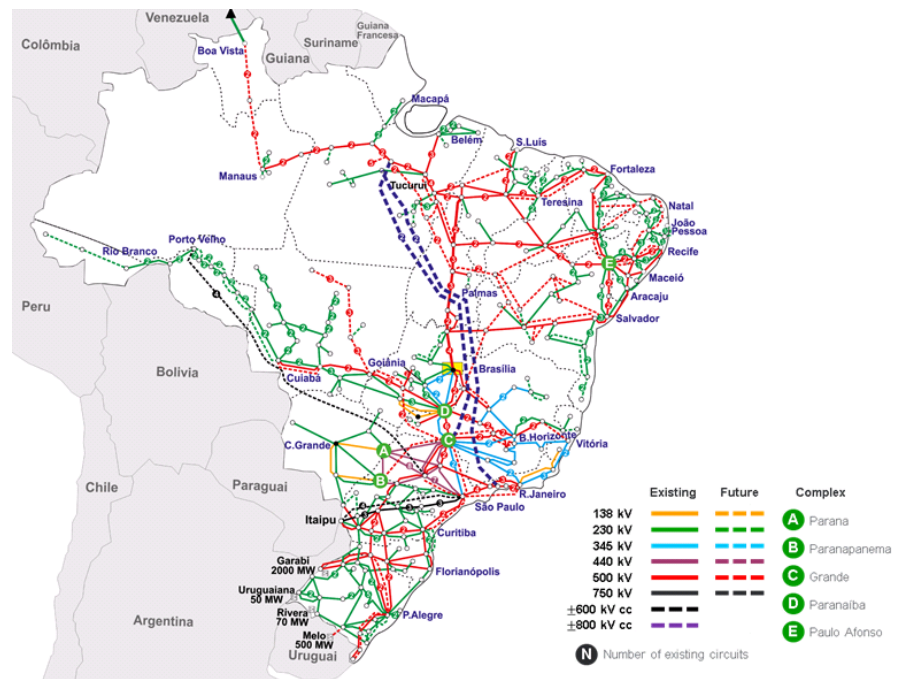 Venezuela
Guiana
Francesa
Colômbia
Suriname
Boa Vista
Guiana
Macapá
Belém
S.Luis
Fortaleza
Manaus
Tucuruí
Teresina
Natal
João
Pessoa
Recife
Porto Velho
Rio Branco
E
Maceió
Palmas
Aracaju
Peru
Salvador
Bolivia
Goiânia
Brasília
Cuiabá
D
C.Grande
C
B.Horizonte
Vitória
A
B
Chile
Paraguai
R.Janeiro
São Paulo
Itaipu
Curitiba
Garabi
2000 MW
Florianópolis
Uruguaiana
50 MW
Rivera
70 MW
P.Alegre
Argentina
Melo
500 MW
Uruguai
Existing Future Complex
138 kV
230 kV
345 kV
440 kV
500 kV
750 kV
±600 kV cc
±800 kV cc
A Parana
B Paranapanema
C Grande
D Paranaíba
E Paulo Afonso
N Number of existing circuits